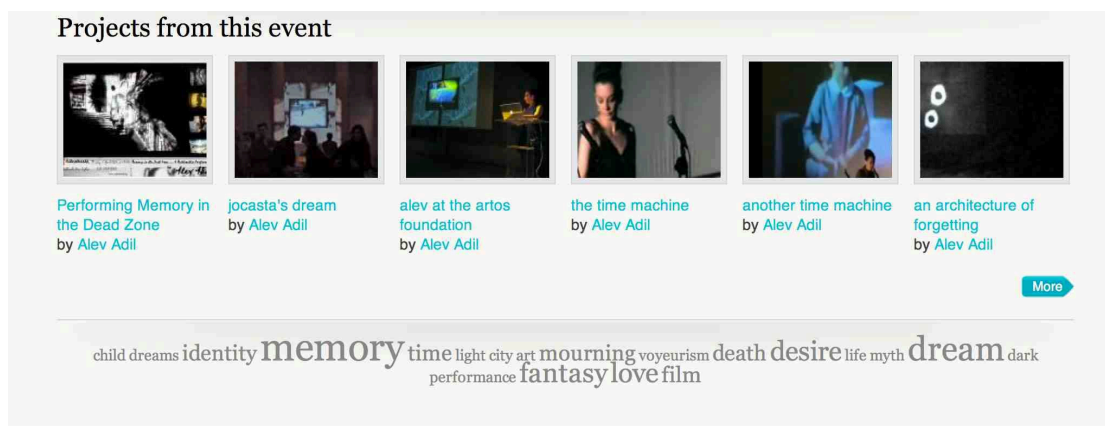 Projects from this event
Performing Memory in
the Dead Zone
by Alev Adil
jocasta's dream
by Alev Adil
alev at the artos
foundation
by Alev Adil
the time machine
by Alev Adil
another time machine
by Alev Adil
an architecture of
forgetting
by Alev Adil
More
child dreams identity memory time light city art mourning voyeurism death desire life myth dream dark
performance fantasy love film